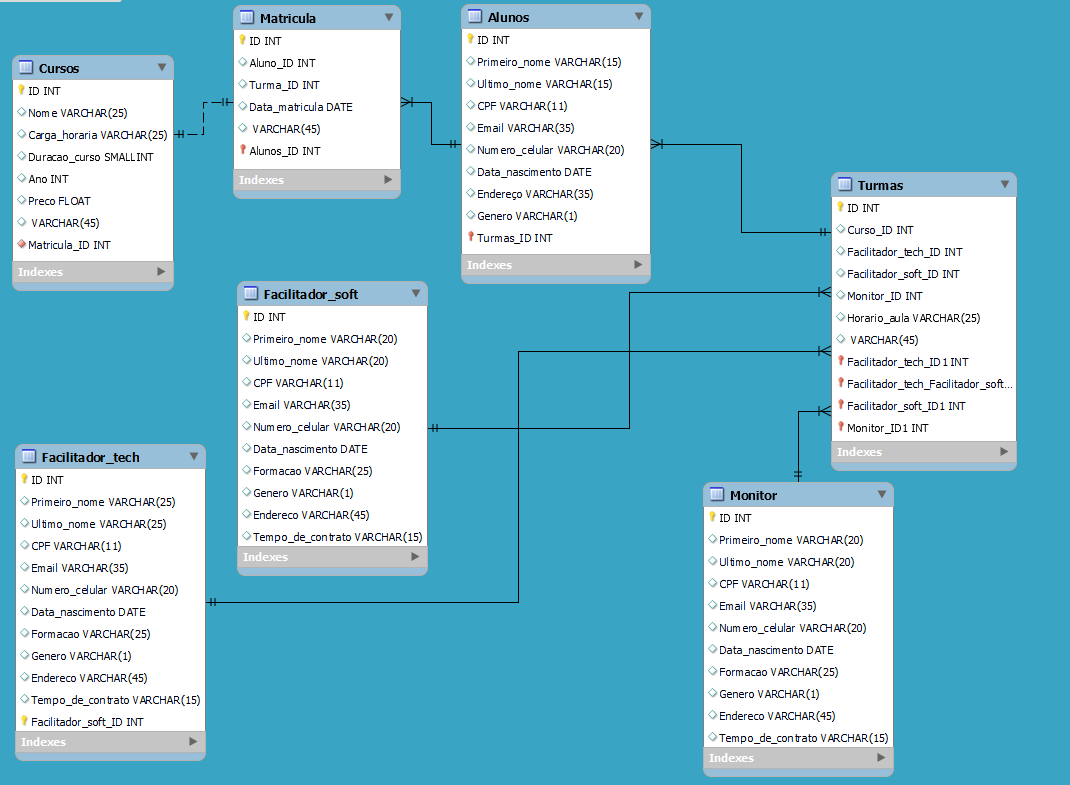 Cursos
ID INT
Nome VARCHAR(25)
Carga_horaria VARCHAR(25)
Duracao_curso SMALLINT
Ano INT
Preco FLOAT
VARCHAR(45)
Matricula_ID INT
Indexes
Matricula
ID INT
Aluno_ID INT
Turma_ID INT
Data_matricula DATE
VARCHAR(45)
Alunos_ID INT
Indexes
Alunos
ID INT
Primeiro_nome VARCHAR(15)
Ultimo_nome VARCHAR(15)
CPF VARCHAR(11)
Email VARCHAR(35)
Numero_celular VARCHAR(20)
Data_nascimento DATE
Endereço VARCHAR(35)
Genero VARCHAR(1)
Turmas_ID INT
Indexes
Turmas
ID INT
Curso_ID INT
Facilitador_tech_ID INT
Facilitador_soft_ID INT
Monitor_ID INT
Horario_aula VARCHAR(25)
VARCHAR(45)
Facilitador_tech_ID1 INT
Facilitador_tech_Facilitador_soft...
Facilitador_soft_ID1 INT
Monitor_ID1 INT
Indexes
Facilitador_soft
ID INT
Primeiro_nome VARCHAR(20)
Ultimo_nome VARCHAR(20)
CPF VARCHAR(11)
Email VARCHAR(35)
Numero_celular VARCHAR(20)
Data_nascimento DATE
Formacao VARCHAR(25)
Genero VARCHAR(1)
Endereco VARCHAR(45)
Tempo_de_contrato VARCHAR(15)
Indexes
Facilitador_tech
ID INT
Primeiro_nome VARCHAR(25)
Ultimo_nome VARCHAR(25)
CPF VARCHAR(11)
Email VARCHAR(35)
Numero_celular VARCHAR(20)
Data_nascimento DATE
Formacao VARCHAR(25)
Genero VARCHAR(1)
Endereco VARCHAR(45)
Tempo_de_contrato VARCHAR(15)
Facilitador_soft_ID INT
Indexes
Monitor
ID INT
Primeiro_nome VARCHAR(20)
Ultimo_nome VARCHAR(20)
CPF VARCHAR(11)
Email VARCHAR(35)
Numero_celular VARCHAR(20)
Data_nascimento DATE
Formacao VARCHAR(25)
Genero VARCHAR(1)
Endereco VARCHAR(45)
Tempo_de_contrato VARCHAR(15)
Indexes